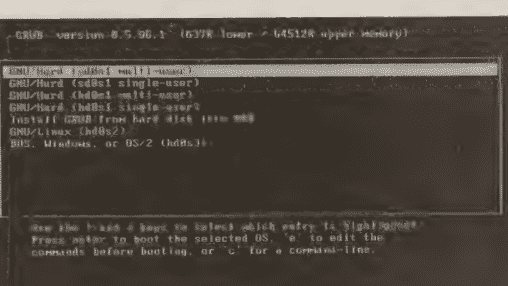 GRUB version 0.5.96.1 (637K lower / 64512K upper memory)
GNU/Hurd (sd0s1 multi-user)
GNU/Hurd (sd0s1 single-user)
GNU/Hurd (hd0s1 multi-user)
GNU/Hurd (hd0s1 single-user)
Install GRUB from hard disk into
GNU/Linux (hd0s2)
DOS, Windows, or OS/2 (hd0s3)
Use the and keys to select which entry is highlighted.
Press enter to boot the selected OS, 'e' to edit the
commands before booting, or 'c' for a command-line.